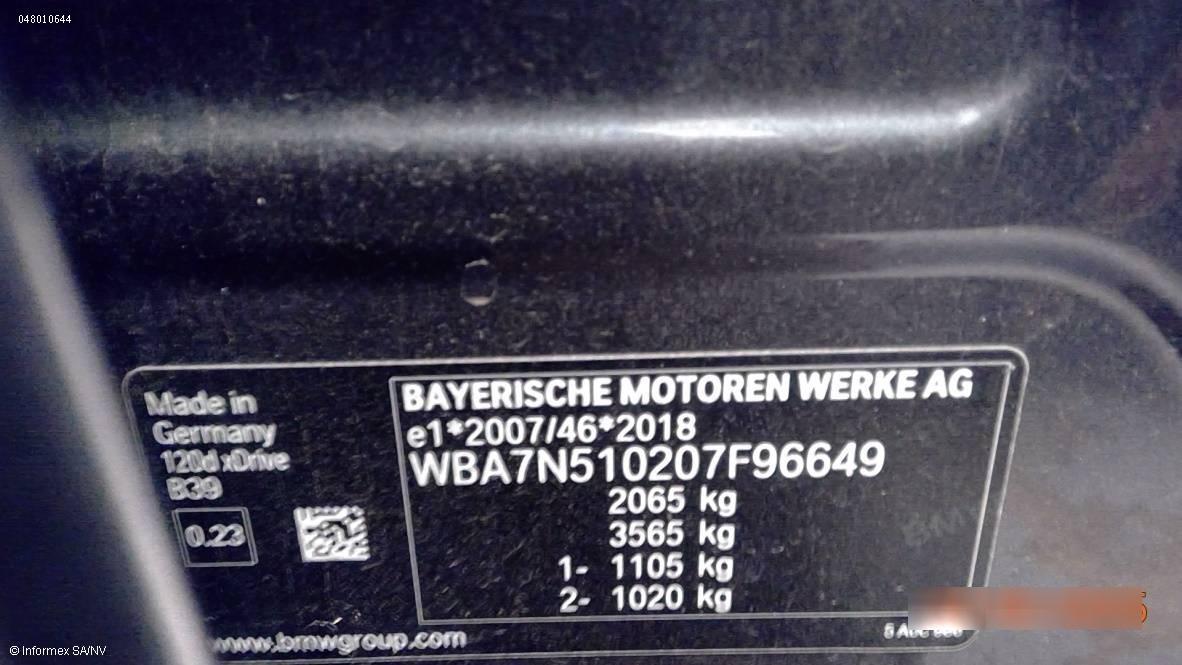 048010644
Made in
Germany
120d xDrive
B39
0.23
BAYERISCHE MOTOREN WERKE AG
e1*2007/46*2018
WBA7N510207F96649
2065 kg
3565 kg
1- 1105 kg
2- 1020 kg
www.bmwgroup.com
© Informex SA/NV